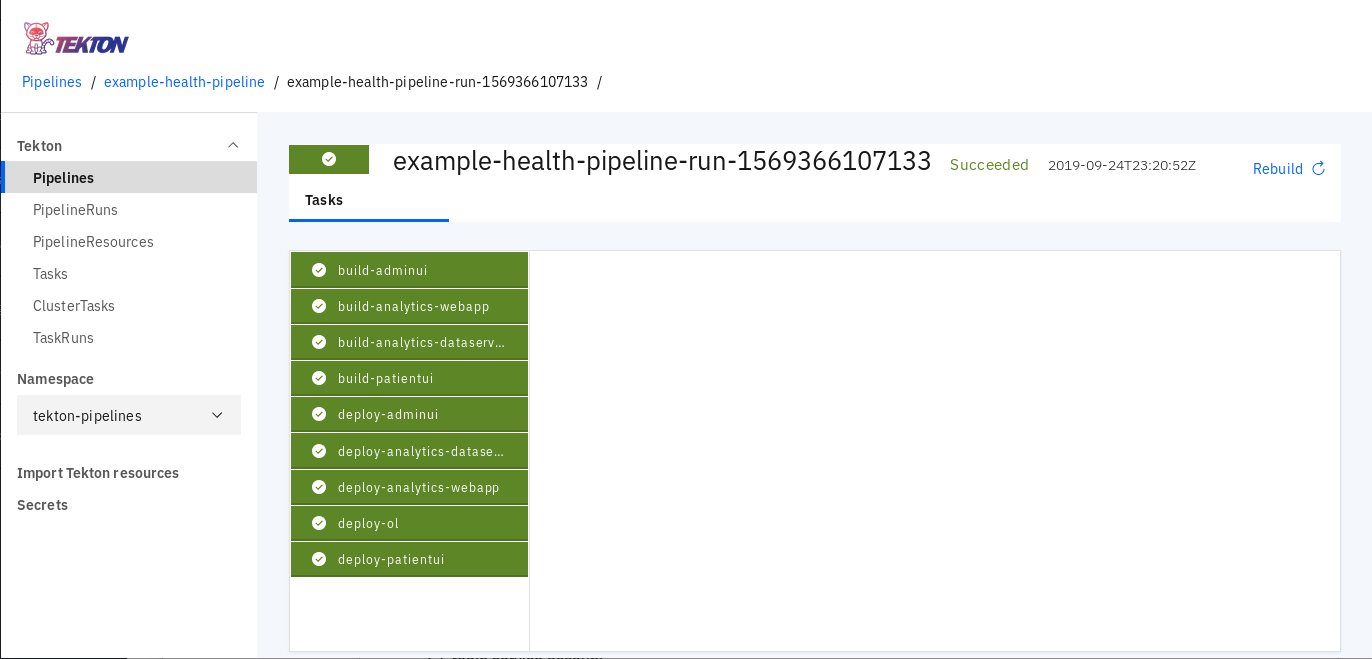 TEKTON
Pipelines / example-health-pipeline / example-health-pipeline-run-1569366107133 /
Tekton
Pipelines
PipelineRuns
PipelineResources
Tasks
ClusterTasks
TaskRuns
Namespace
tekton-pipelines
Import Tekton resources
Secrets
example-health-pipeline-run-1569366107133 Succeeded 2019-09-24T23:20:52Z Rebuild
Tasks
build-adminui
build-analytics-webapp
build-analytics-dataserv...
build-patientui
deploy-adminui
deploy-analytics-datase...
deploy-analytics-webapp
deploy-ol
deploy-patientui